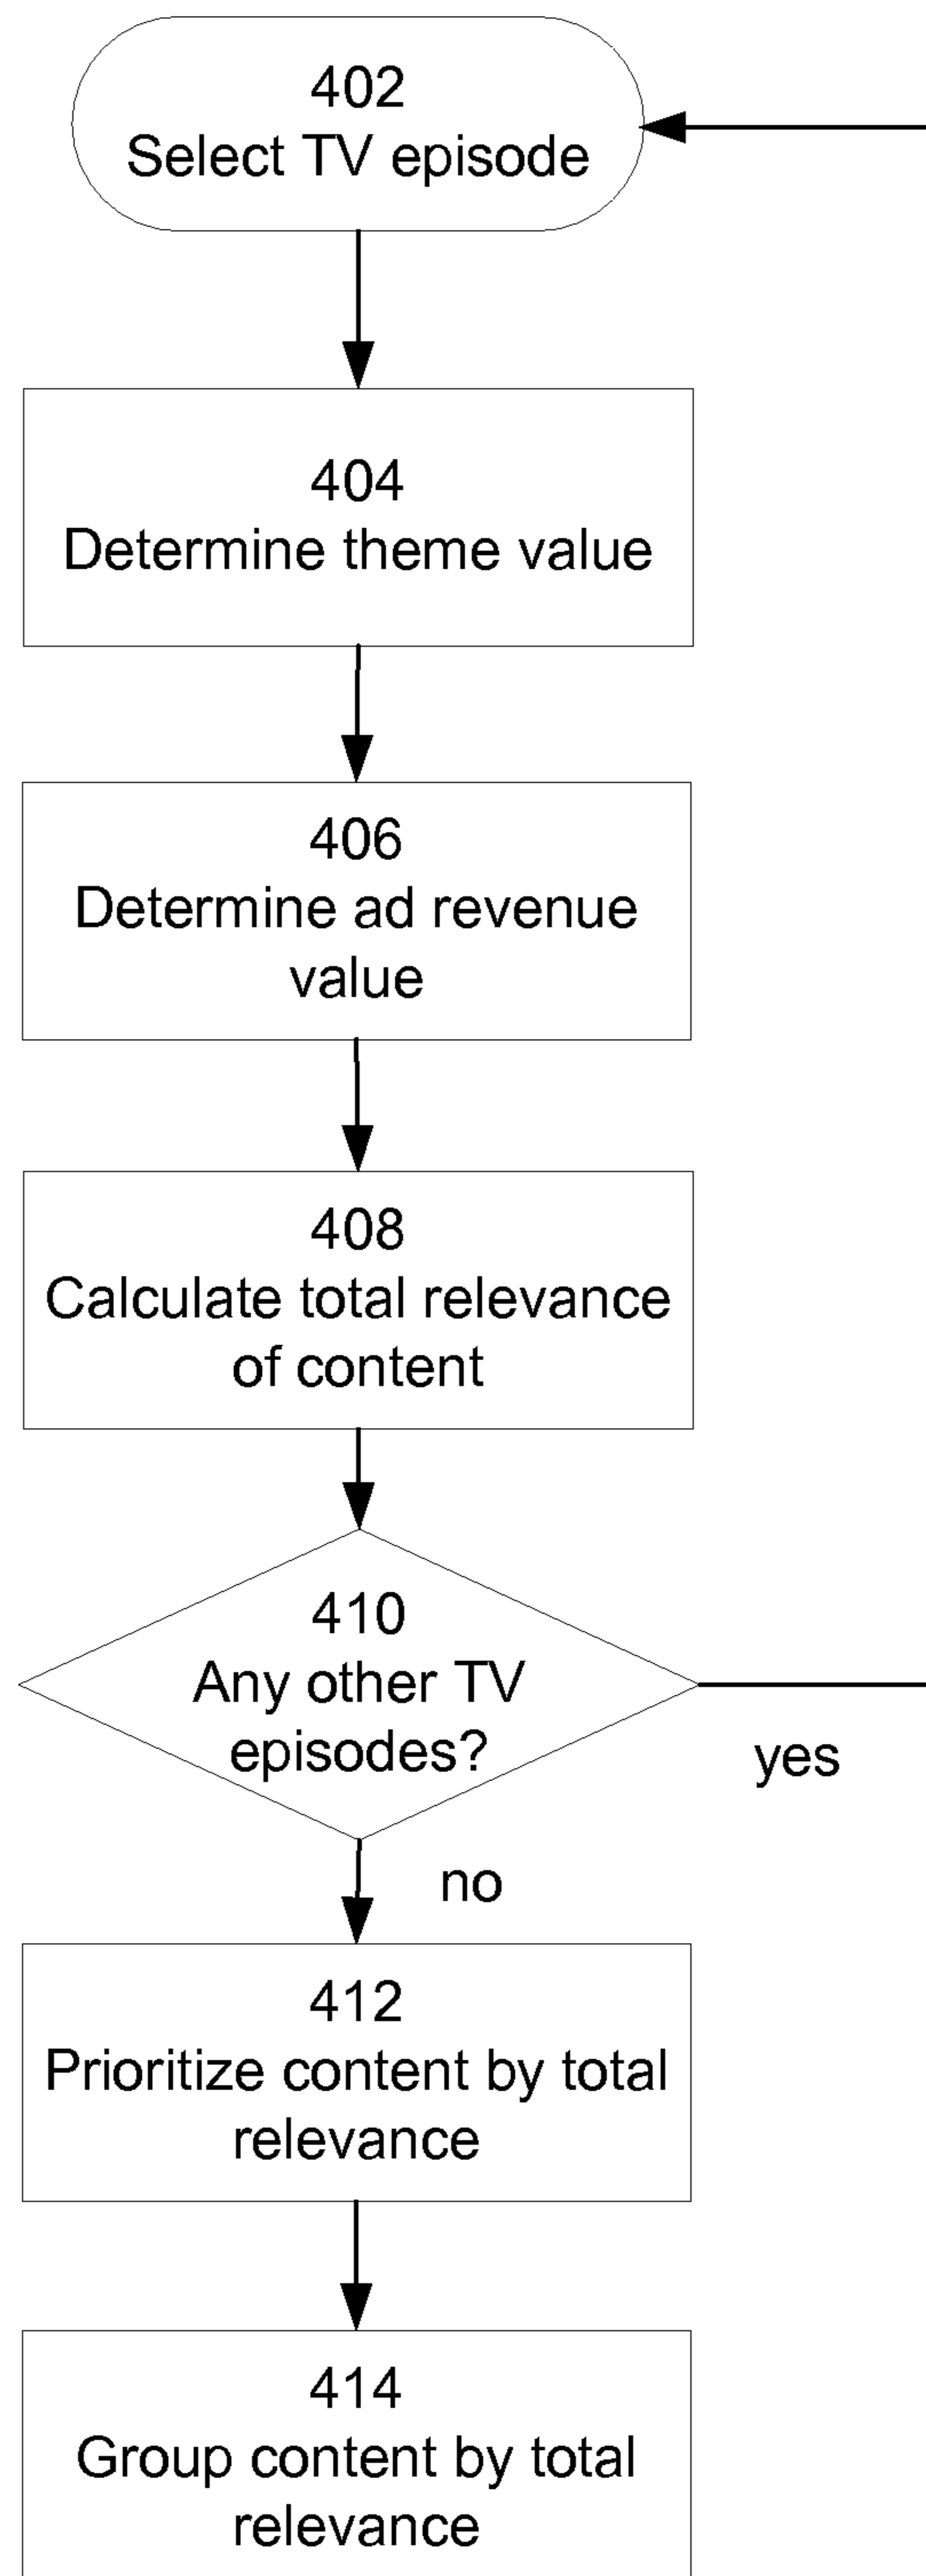 402
Select TV episode
404
Determine theme value
406
Determine ad revenue
value
408
Calculate total relevance
of content
410
Any other TV
episodes?
yes
no
412
Prioritize content by total
relevance
414
Group content by total
relevance